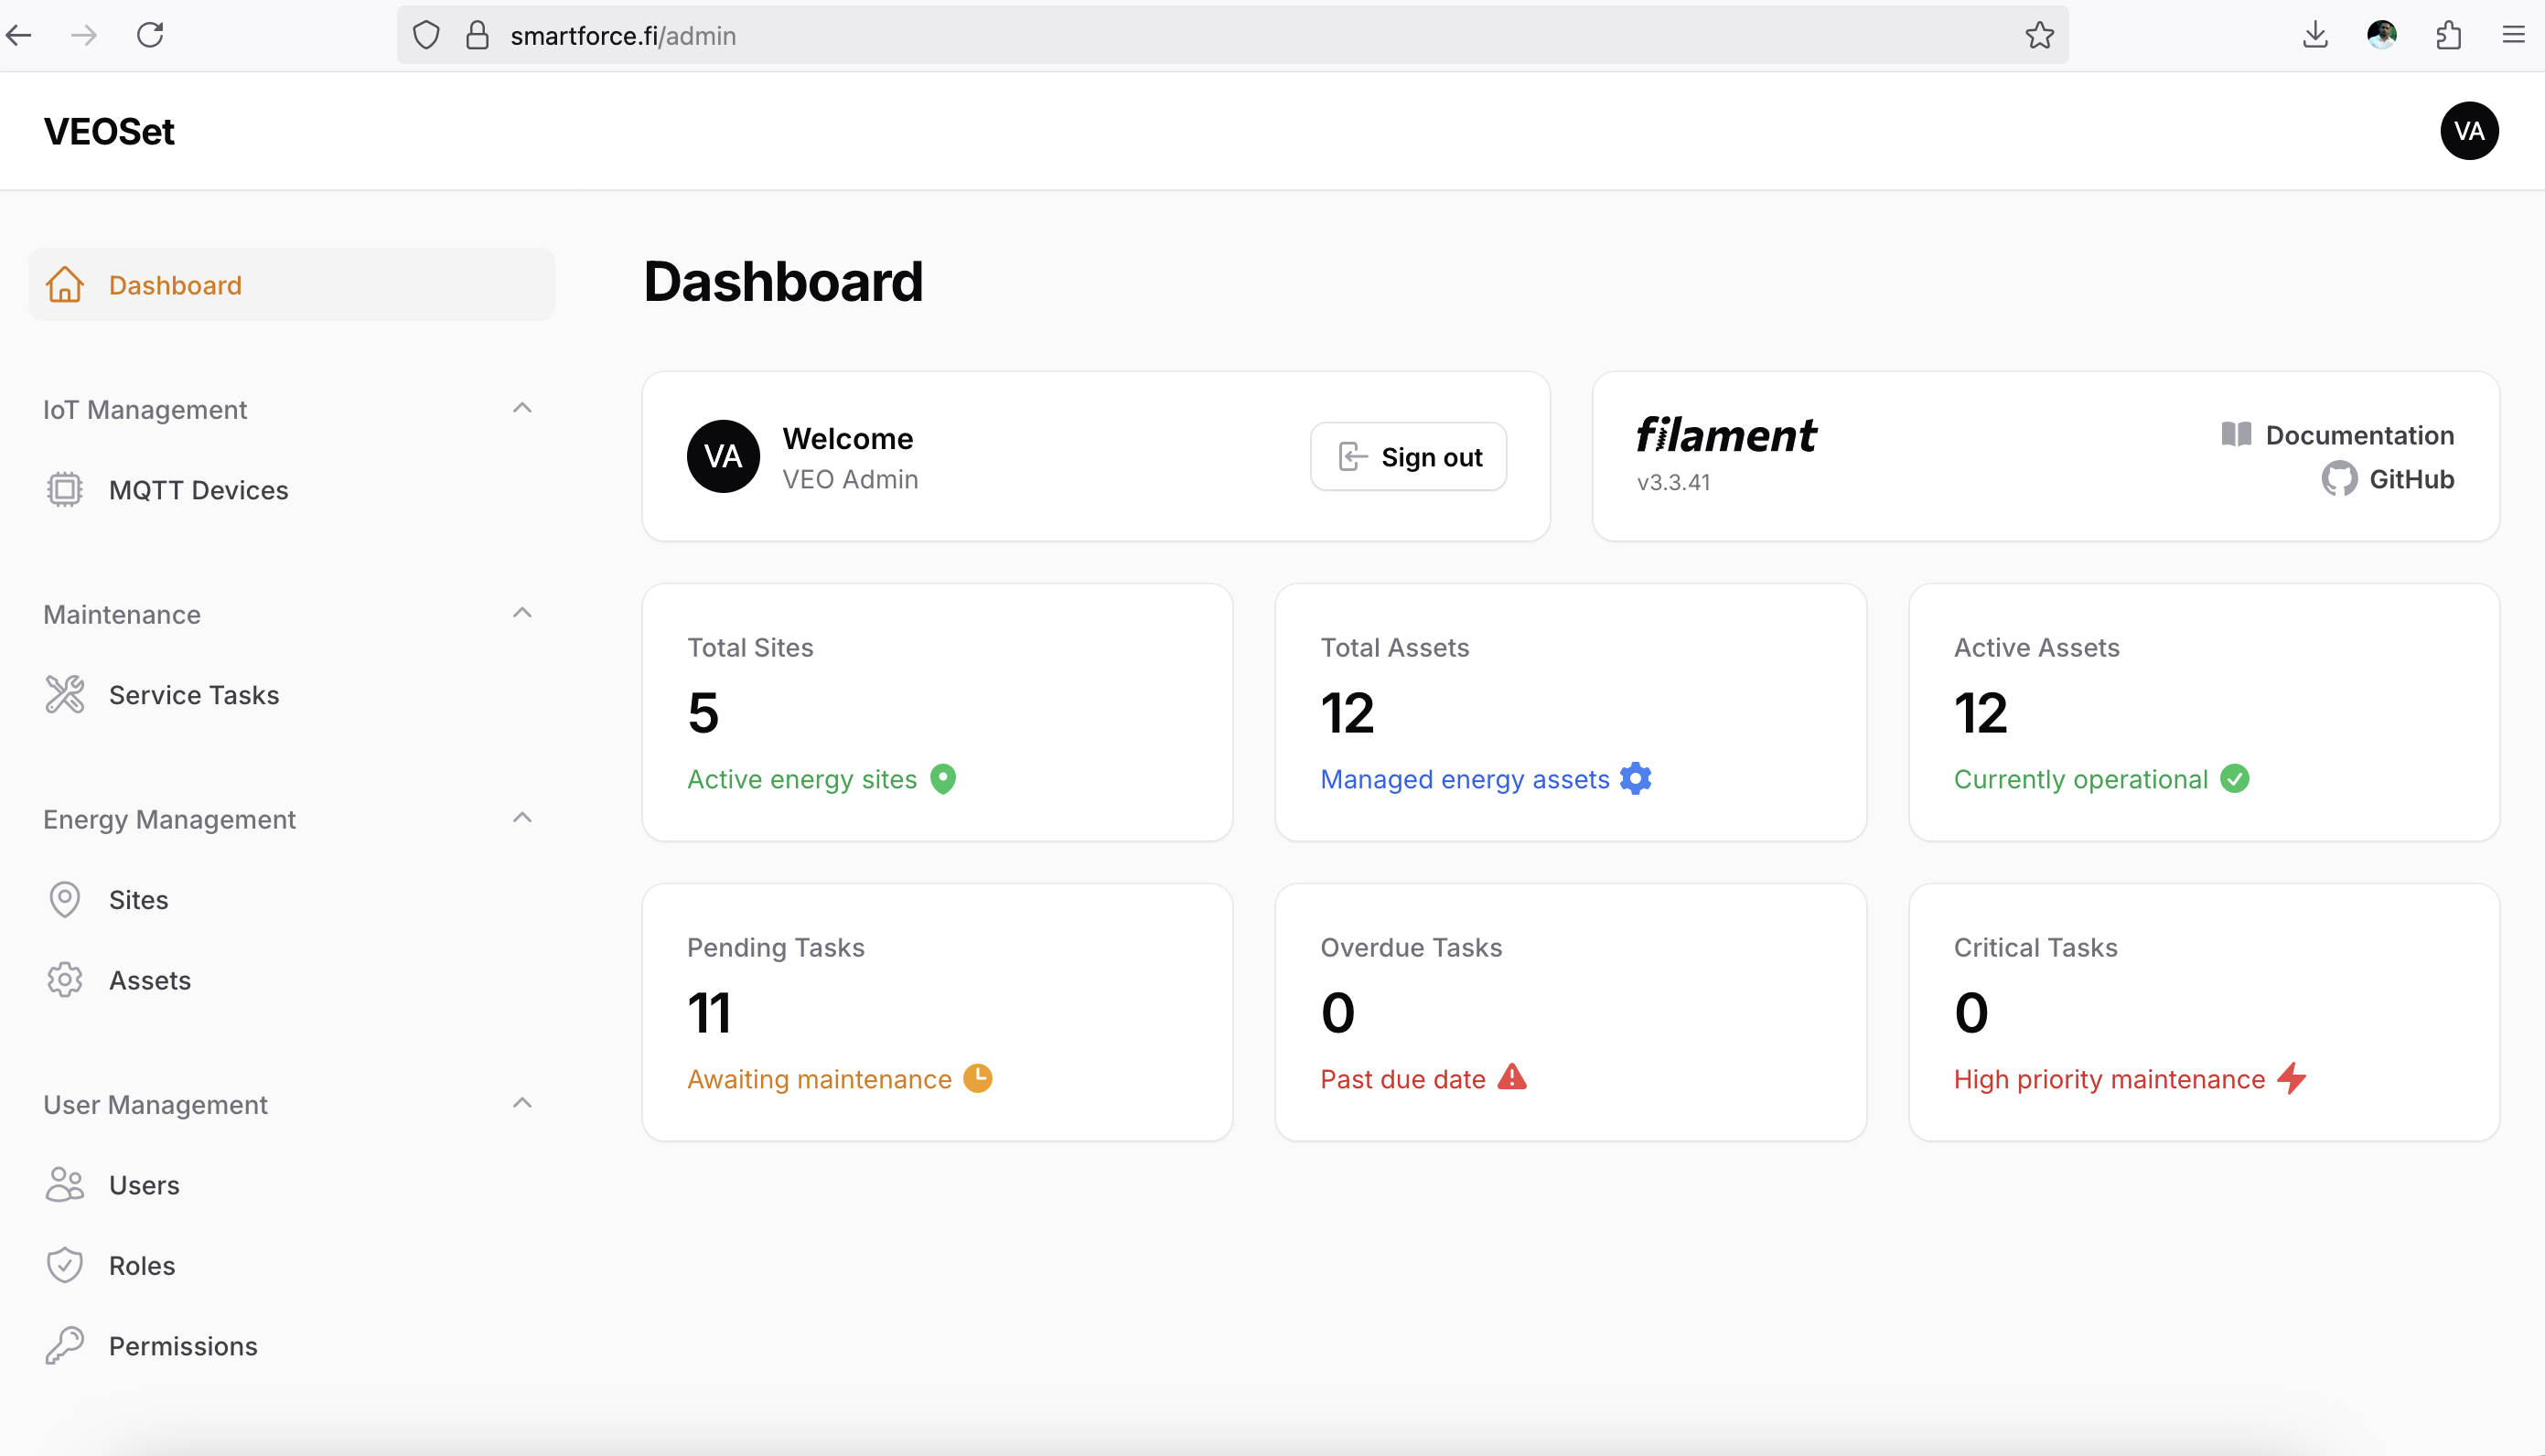 smartforce.fi/admin
VEOSet
VA
Dashboard
IoT Management
MQTT Devices
Maintenance
Service Tasks
Energy Management
Sites
Assets
User Management
Users
Roles
Permissions
Dashboard
VA
Welcome
VEO Admin
Sign out
filament
v3.3.41
Documentation
GitHub
Total Sites
5
Active energy sites
Total Assets
12
Managed energy assets
Active Assets
12
Currently operational
Pending Tasks
11
Awaiting maintenance
Overdue Tasks
0
Past due date
Critical Tasks
0
High priority maintenance